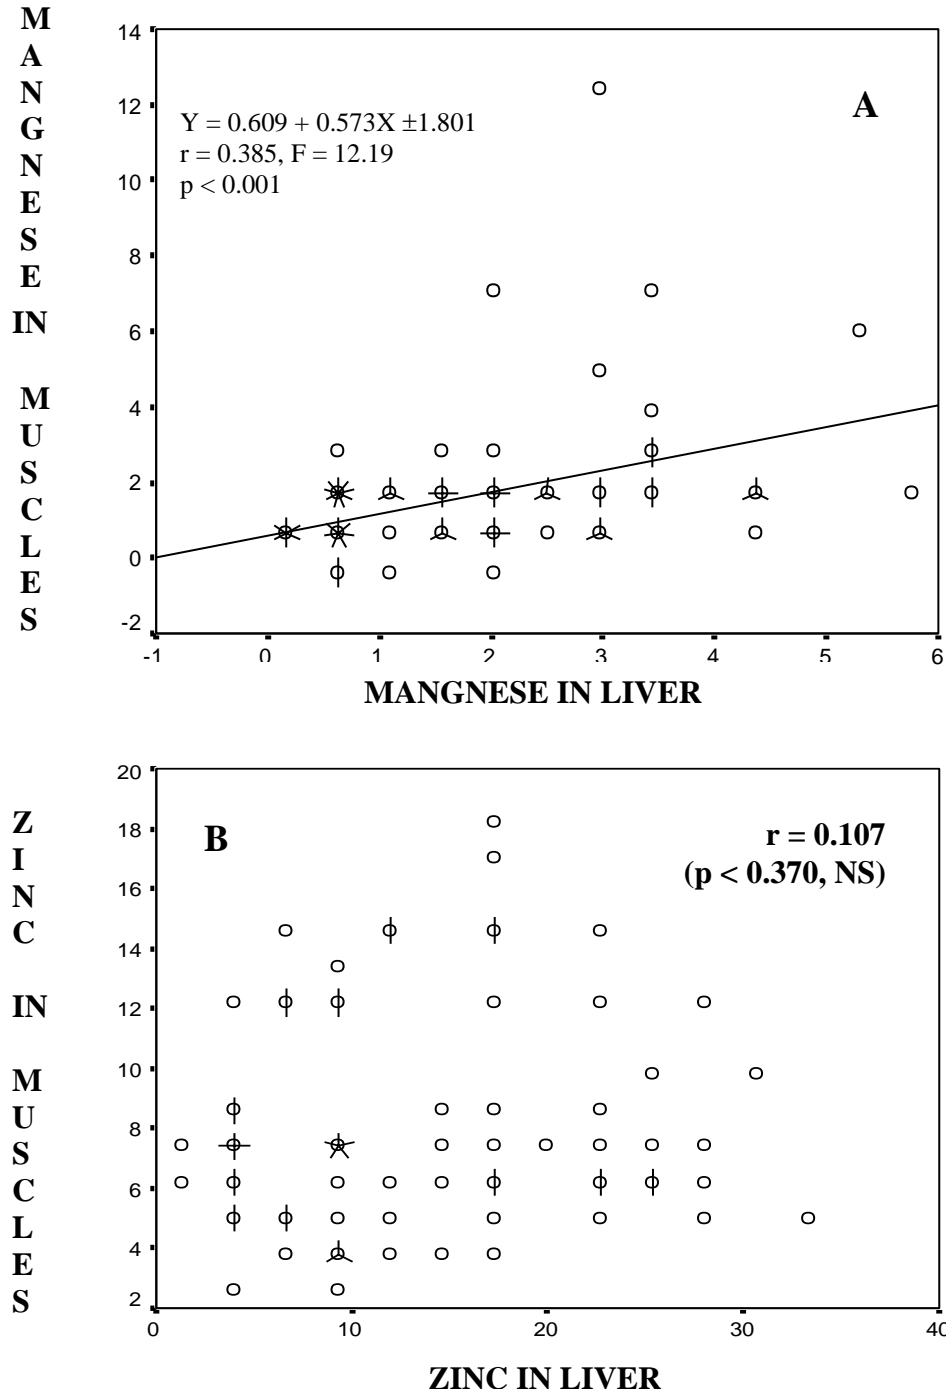 MANGNESE IN MUSCLES
14
12
10
8
6
4
2
0
-2
A
Y = 0.609 + 0.573X ±1.801
r = 0.385, F = 12.19
p < 0.001
-1 0 1 2 3 4 5 6
MANGNESE IN LIVER
ZINC IN MUSCLES
20
18
16
14
12
10
8
6
4
2
B
r = 0.107
(p < 0.370, NS)
0 10 20 30 40
ZINC IN LIVER